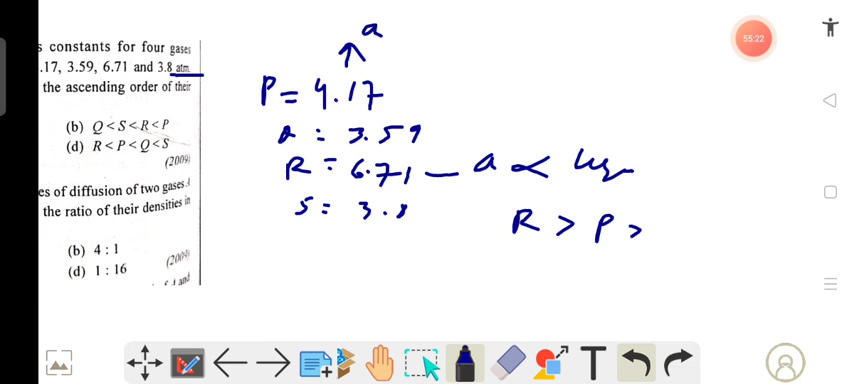 s constants for four gases
.17, 3.59, 6.71 and 3.8 atm
the ascending order of their
(b) Q < S < R < P
(d) R < P < Q < S
(2009)
es of diffusion of two gases A
the ratio of their densities in
(b) 4 : 1
(2009)
(d) 1 : 16
and
a
P = 4.17
= 3.59
R = 6.71 — a ∝
S = 3.8
R > P >
55:22
T